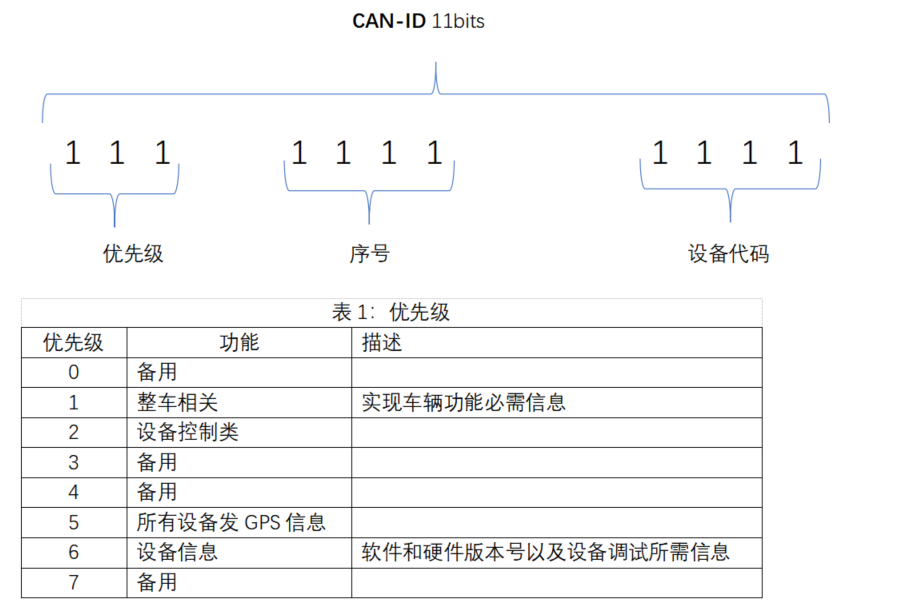 CAN-ID 11bits
1 1 1 1 1 1 1 1 1 1 1
优先级 序号 设备代码
表 1：优先级
优先级 功能 描述
0 备用
1 整车相关 实现车辆功能必需信息
2 设备控制类
3 备用
4 备用
5 所有设备发 GPS 信息
6 设备信息 软件和硬件版本号以及设备调试所需信息
7 备用